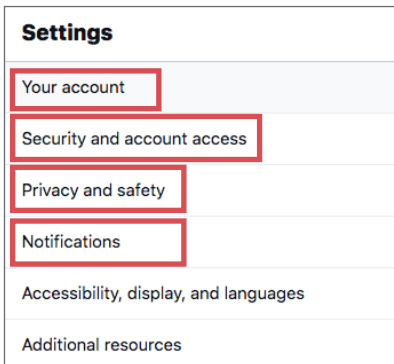 Settings
Your account
Security and account access
Privacy and safety
Notifications
Accessibility, display, and languages
Additional resources